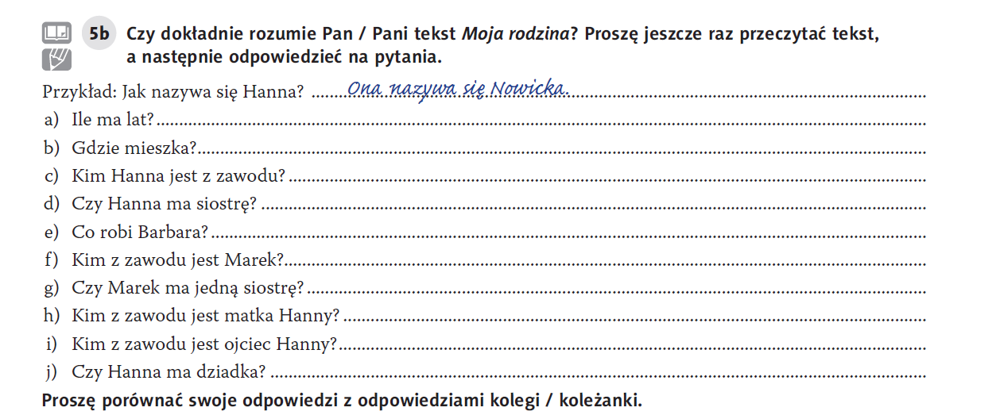 5b Czy dokładnie rozumie Pan / Pani tekst Moja rodzina? Proszę jeszcze raz przeczytać tekst,
a następnie odpowiedzieć na pytania.
Przykład: Jak nazywa się Hanna? Ona nazywa się Nowicka.
a) Ile ma lat?
b) Gdzie mieszka?
c) Kim Hanna jest z zawodu?
d) Czy Hanna ma siostrę?
e) Co robi Barbara?
f) Kim z zawodu jest Marek?
g) Czy Marek ma jedną siostrę?
h) Kim z zawodu jest matka Hanny?
i) Kim z zawodu jest ojciec Hanny?
j) Czy Hanna ma dziadka?
Proszę porównać swoje odpowiedzi z odpowiedziami kolegi / koleżanki.